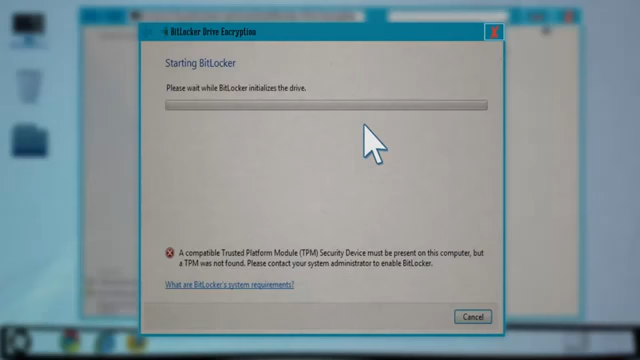 BitLocker Drive Encryption
Starting BitLocker
Please wait while BitLocker initializes the drive.
A compatible Trusted Platform Module (TPM) Security Device must be present on this computer, but
a TPM was not found. Please contact your system administrator to enable BitLocker.
What are BitLocker's system requirements?
Cancel